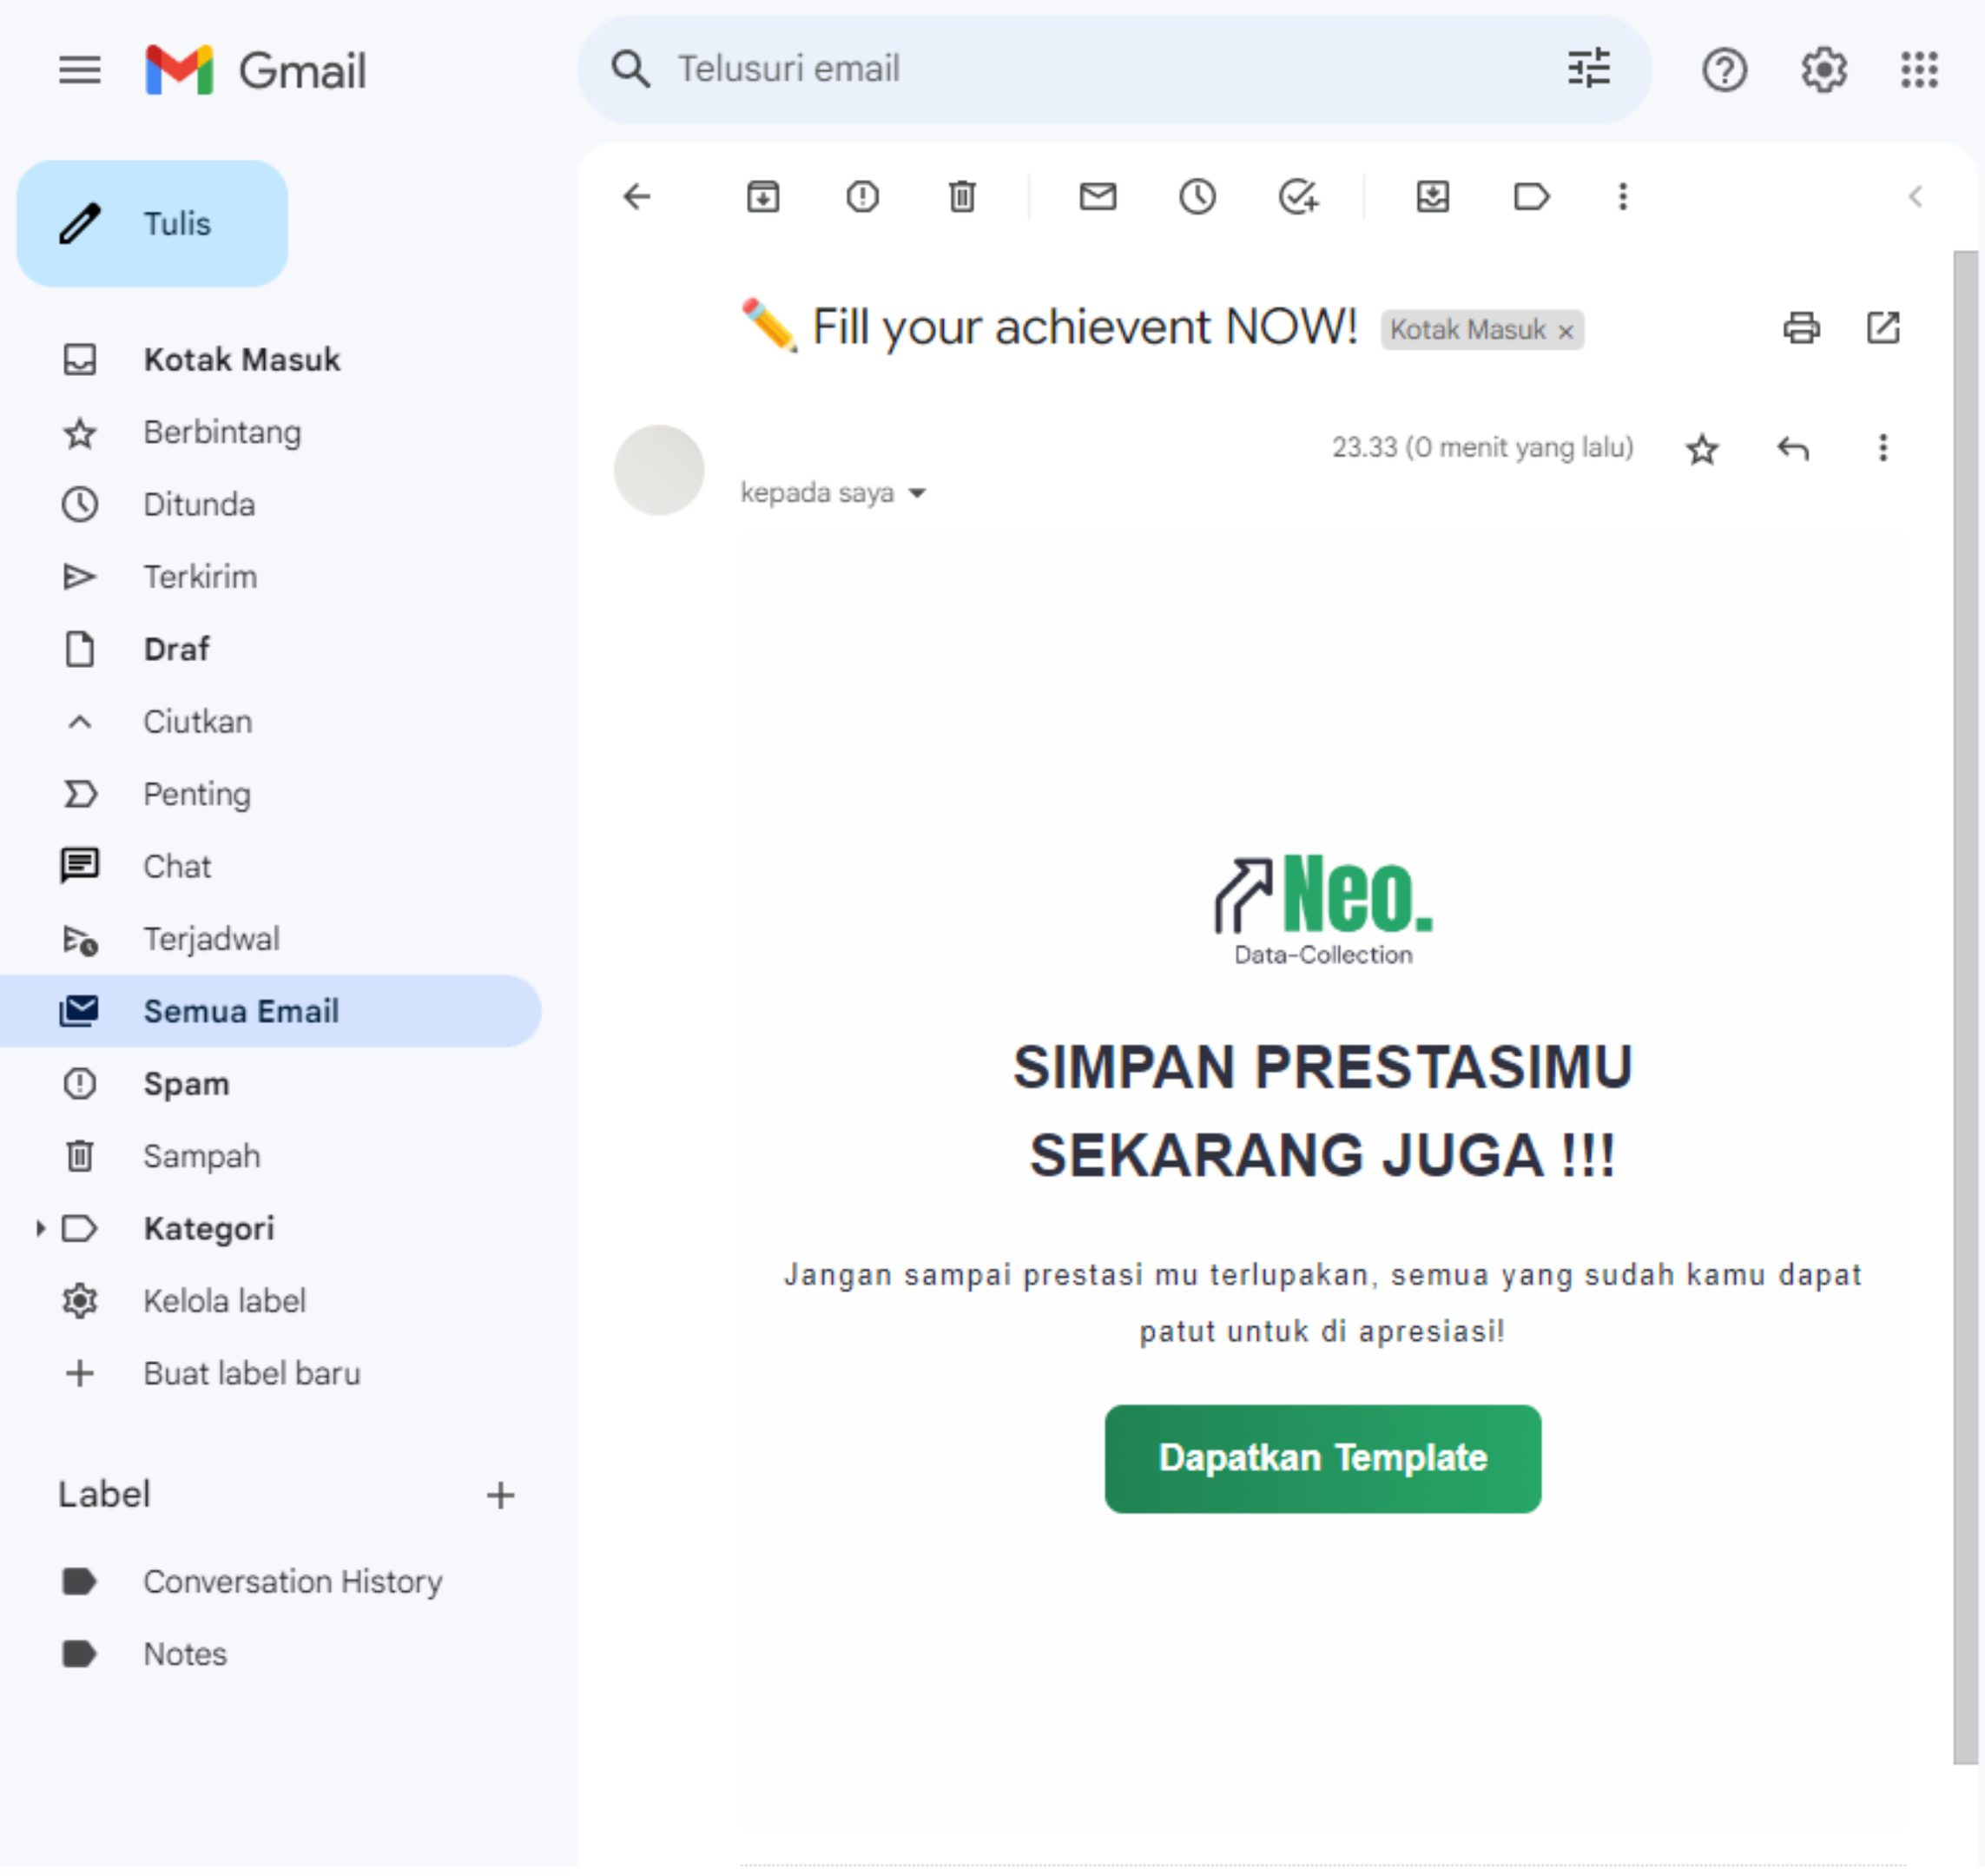 Gmail
Telusuri email
Tulis
Kotak Masuk
Berbintang
Ditunda
Terkirim
Draf
Ciutkan
Penting
Chat
Terjadwal
Semua Email
Spam
Sampah
Kategori
Kelola label
Buat label baru
Label
Conversation History
Notes
✏️ Fill your achievent NOW! Kotak Masuk ×
23.33 (0 menit yang lalu)
kepada saya
Neo.
Data-Collection
SIMPAN PRESTASIMU
SEKARANG JUGA !!!
Jangan sampai prestasi mu terlupakan, semua yang sudah kamu dapat
patut untuk di apresiasi!
Dapatkan Template